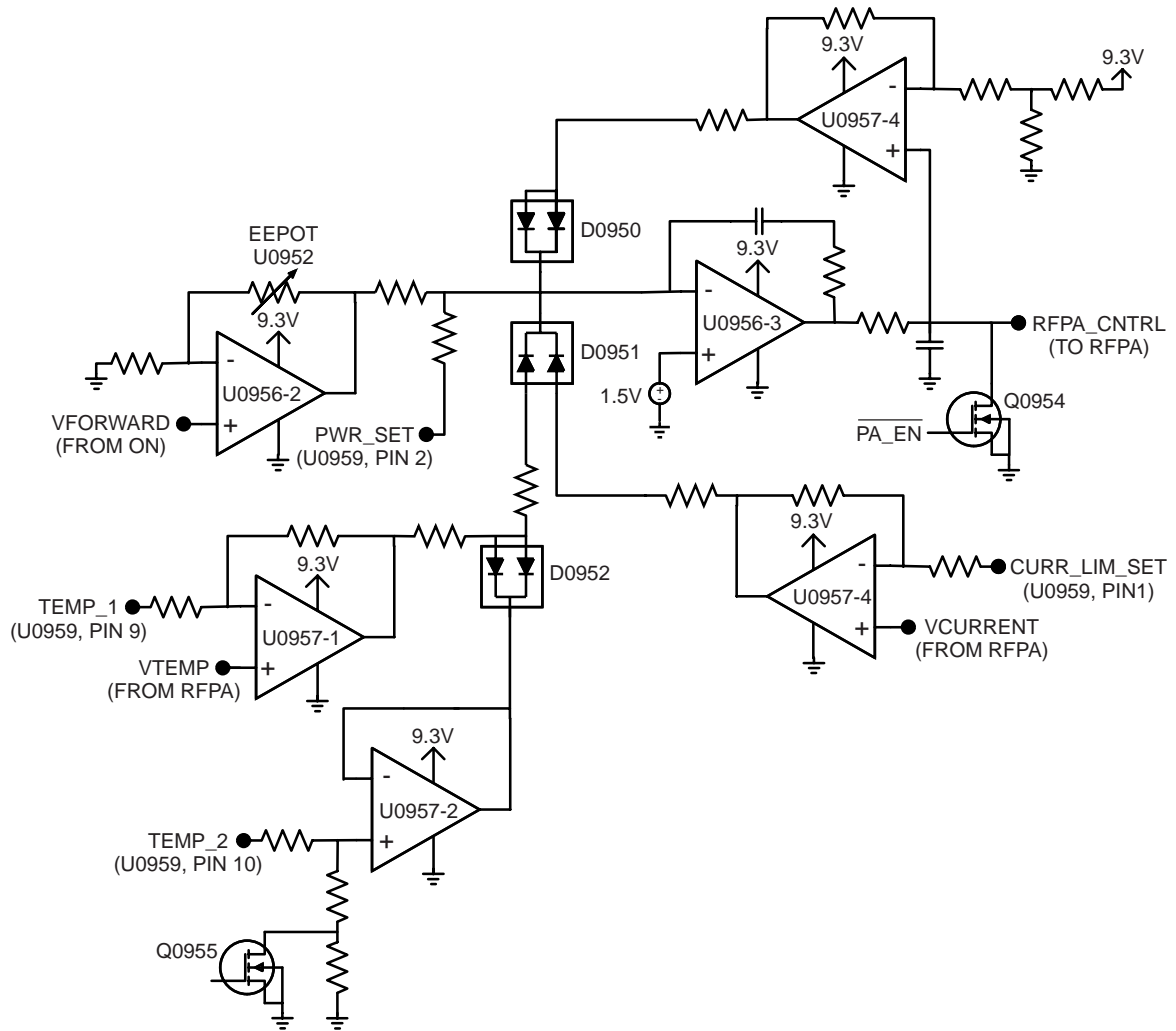 9.3V
9.3V
U0957-4
-
+
D0950
EEPOT
U0952
9.3V
9.3V
-
+
U0956-2
-
+
U0956-3
D0951
1.5V
+
-
RFPA_CNTRL
(TO RFPA)
VFORWARD
(FROM ON)
PWR_SET
(U0959, PIN 2)
Q0954
PA_EN
9.3V
9.3V
D0952
-
+
U0957-4
CURR_LIM_SET
(U0959, PIN1)
VCURRENT
(FROM RFPA)
TEMP_1
(U0959, PIN 9)
-
+
U0957-1
VTEMP
(FROM RFPA)
9.3V
-
+
U0957-2
TEMP_2
(U0959, PIN 10)
Q0955